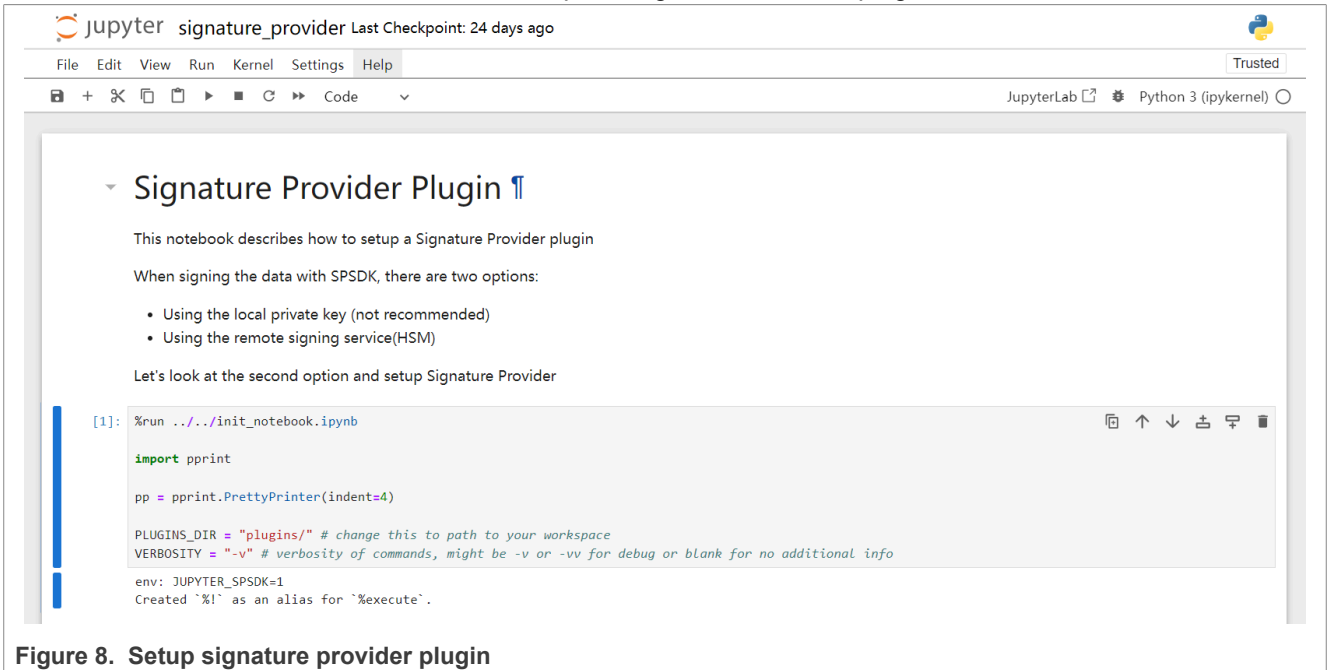 jupyter signature_provider Last Checkpoint: 24 days ago
File Edit View Run Kernel Settings Help Trusted
Code JupyterLab Python 3 (ipykernel)
Signature Provider Plugin ¶
This notebook describes how to setup a Signature Provider plugin
When signing the data with SPSDK, there are two options:
• Using the local private key (not recommended)
• Using the remote signing service(HSM)
Let's look at the second option and setup Signature Provider
[1]: %run ../../init_notebook.ipynb
import pprint
pp = pprint.PrettyPrinter(indent=4)
PLUGINS_DIR = "plugins/" # change this to path to your workspace
VERBOSITY = "-v" # verbosity of commands, might be -v or -vv for debug or blank for no additional info
env: JUPYTER_SPSDK=1
Created `%!` as an alias for `%execute`.
Figure 8. Setup signature provider plugin